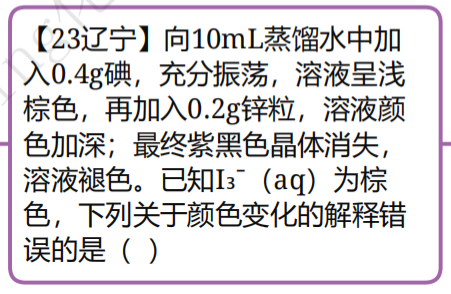 【23辽宁】向10mL蒸馏水中加
入0.4g碘，充分振荡，溶液呈浅
棕色，再加入0.2g锌粒，溶液颜
色加深；最终紫黑色晶体消失，
溶液褪色。已知I₃⁻（aq）为棕
色，下列关于颜色变化的解释错
误的是（ ）